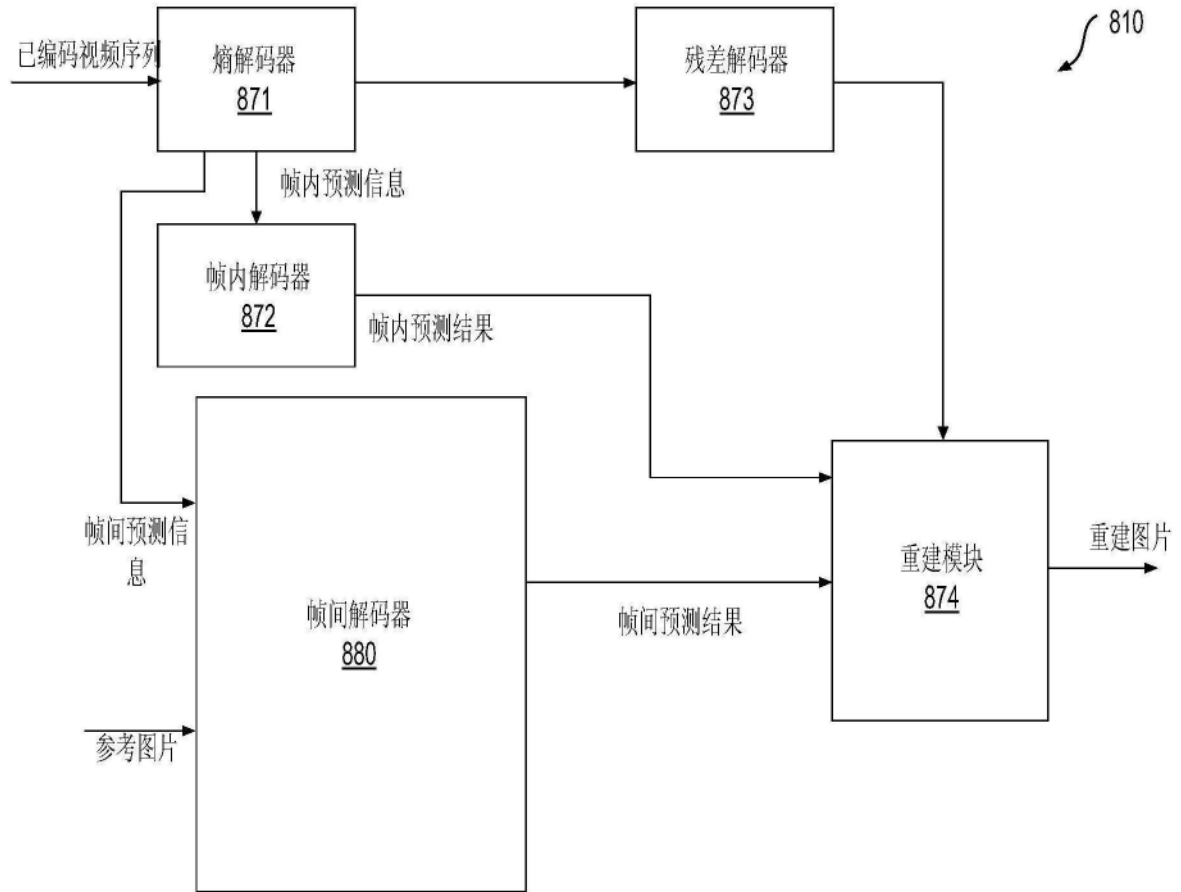 810
已编码视频序列
熵解码器
871
残差解码器
873
帧内预测信息
帧内解码器
872
帧内预测结果
帧间预测信
息
帧间解码器
880
帧间预测结果
重建模块
874
重建图片
参考图片